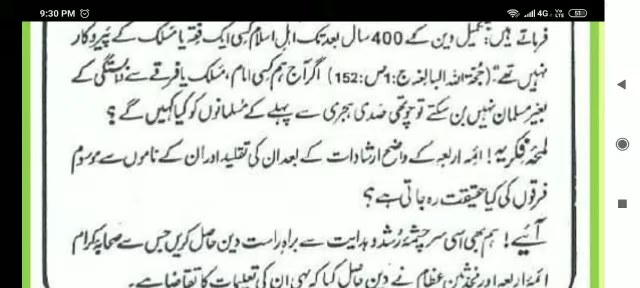 9:30 PM 4G 55
فرماتے ہیں: تکمیل دین کے 400 سال بعد تک اہل اسلام کسی ایک فقہ یا مسلک کے پیروکار
نہیں تھے۔ (حُجّۃ اللہ البالغہ ج:1ص:152) اگر آج ہم کسی امام، مسلک یا فرقے سے وابستگی کے
بغیر مسلمان نہیں بن سکتے تو چوتھی صدی ہجری سے پہلے کے مسلمانوں کو کیا کہیں گے؟
لمحۂ فکریہ! ائمہ اربعہ کے واضح ارشادات کے بعد ان کی تقلید اور ان کے ناموں سے موسوم
فرقوں کی کیا حقیقت رہ جاتی ہے؟
آئیے! ہم بھی اسی سرچشمۂ رُشد و ہدایت سے براہِ راست دین حاصل کریں جس سے صحابہ کرام
ائمۂ اربعہ اور محدثین عظام نے دین حاصل کیا کہ یہی ان کی تعلیمات کا تقاضا ہے۔